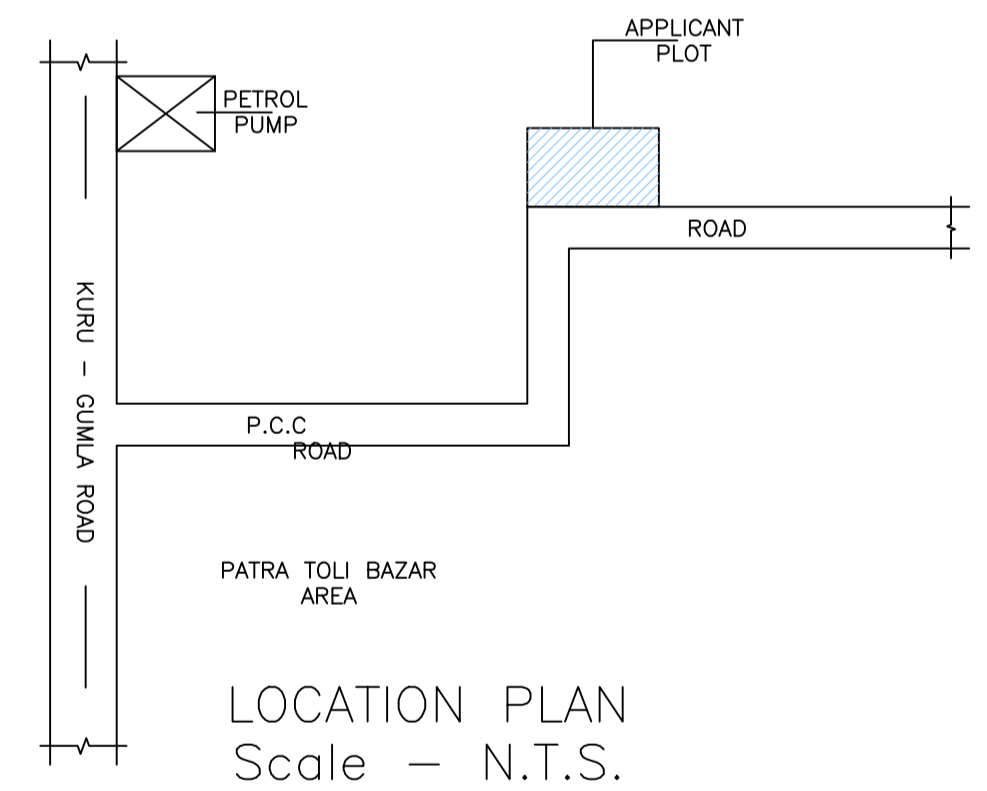 APPLICANT
PLOT
PETROL
PUMP
ROAD
KURU - GUMLA ROAD
P.C.C
ROAD
PATRA TOLI BAZAR
AREA
LOCATION PLAN
Scale - N.T.S.